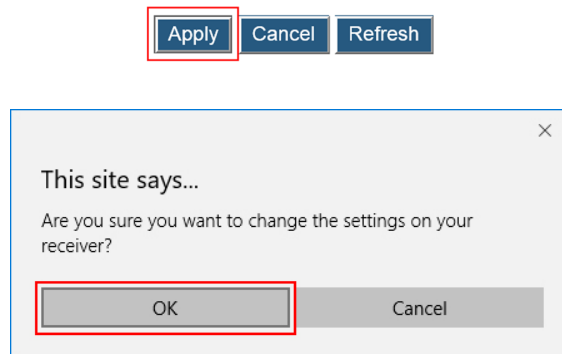 Apply Cancel Refresh
This site says...
Are you sure you want to change the settings on your
receiver?
OK Cancel